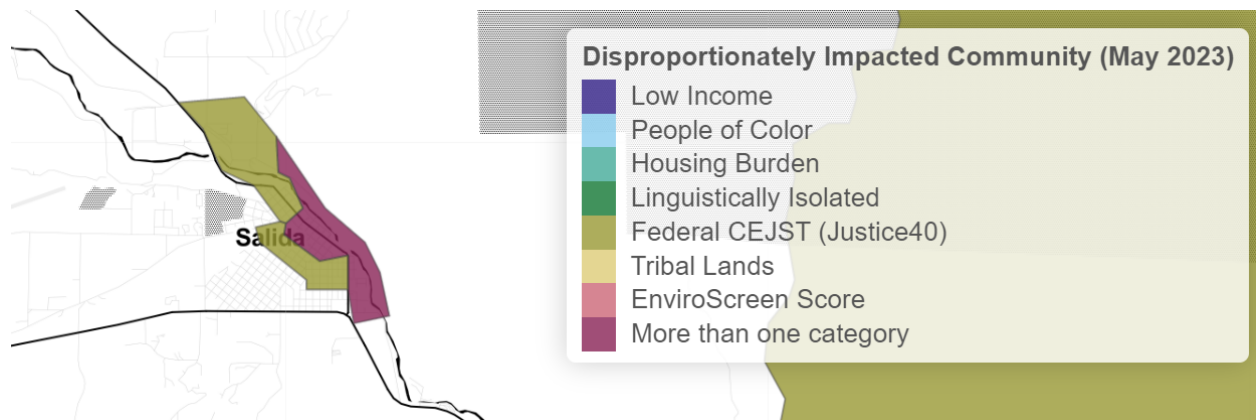 Disproportionately Impacted Community (May 2023)
Low Income
People of Color
Housing Burden
Linguistically Isolated
Federal CEJST (Justice40)
Tribal Lands
EnviroScreen Score
More than one category
Salida